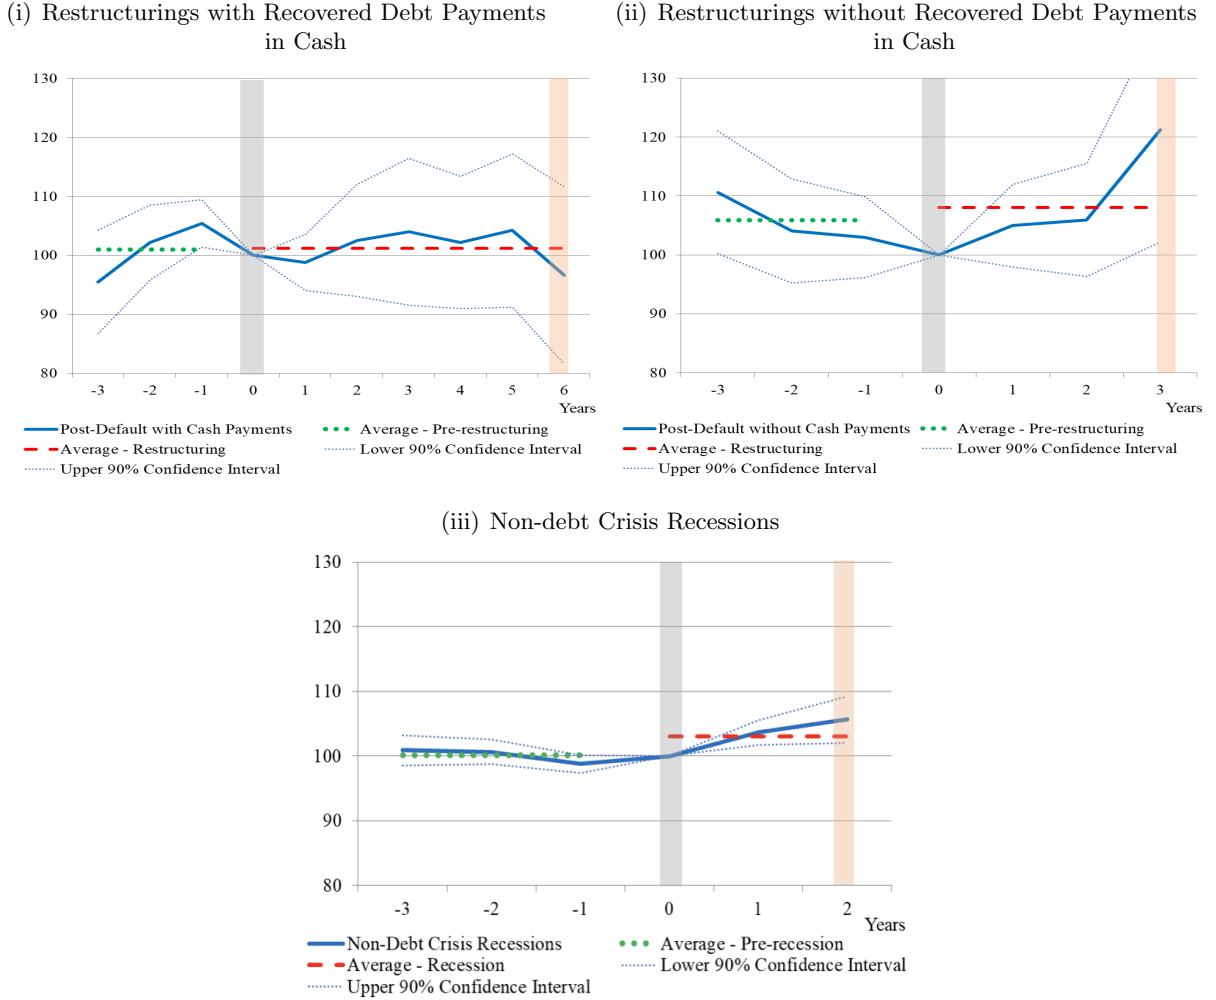 (i) Restructurings with Recovered Debt Payments
in Cash
130
120
110
100
90
80
-3 -2 -1 0 1 2 3 4 5 6
Years
Post-Default with Cash Payments
Average - Pre-restructuring
Average - Restructuring
Lower 90% Confidence Interval
Upper 90% Confidence Interval
(ii) Restructurings without Recovered Debt Payments
in Cash
130
120
110
100
90
80
-3 -2 -1 0 1 2 3
Years
Post-Default without Cash Payments
Average - Pre-restructuring
Average - Restructuring
Lower 90% Confidence Interval
Upper 90% Confidence Interval
(iii) Non-debt Crisis Recessions
130
120
110
100
90
80
-3 -2 -1 0 1 2
Years
Non-Debt Crisis Recessions
Average - Pre-recession
Average - Recession
Lower 90% Confidence Interval
Upper 90% Confidence Interval